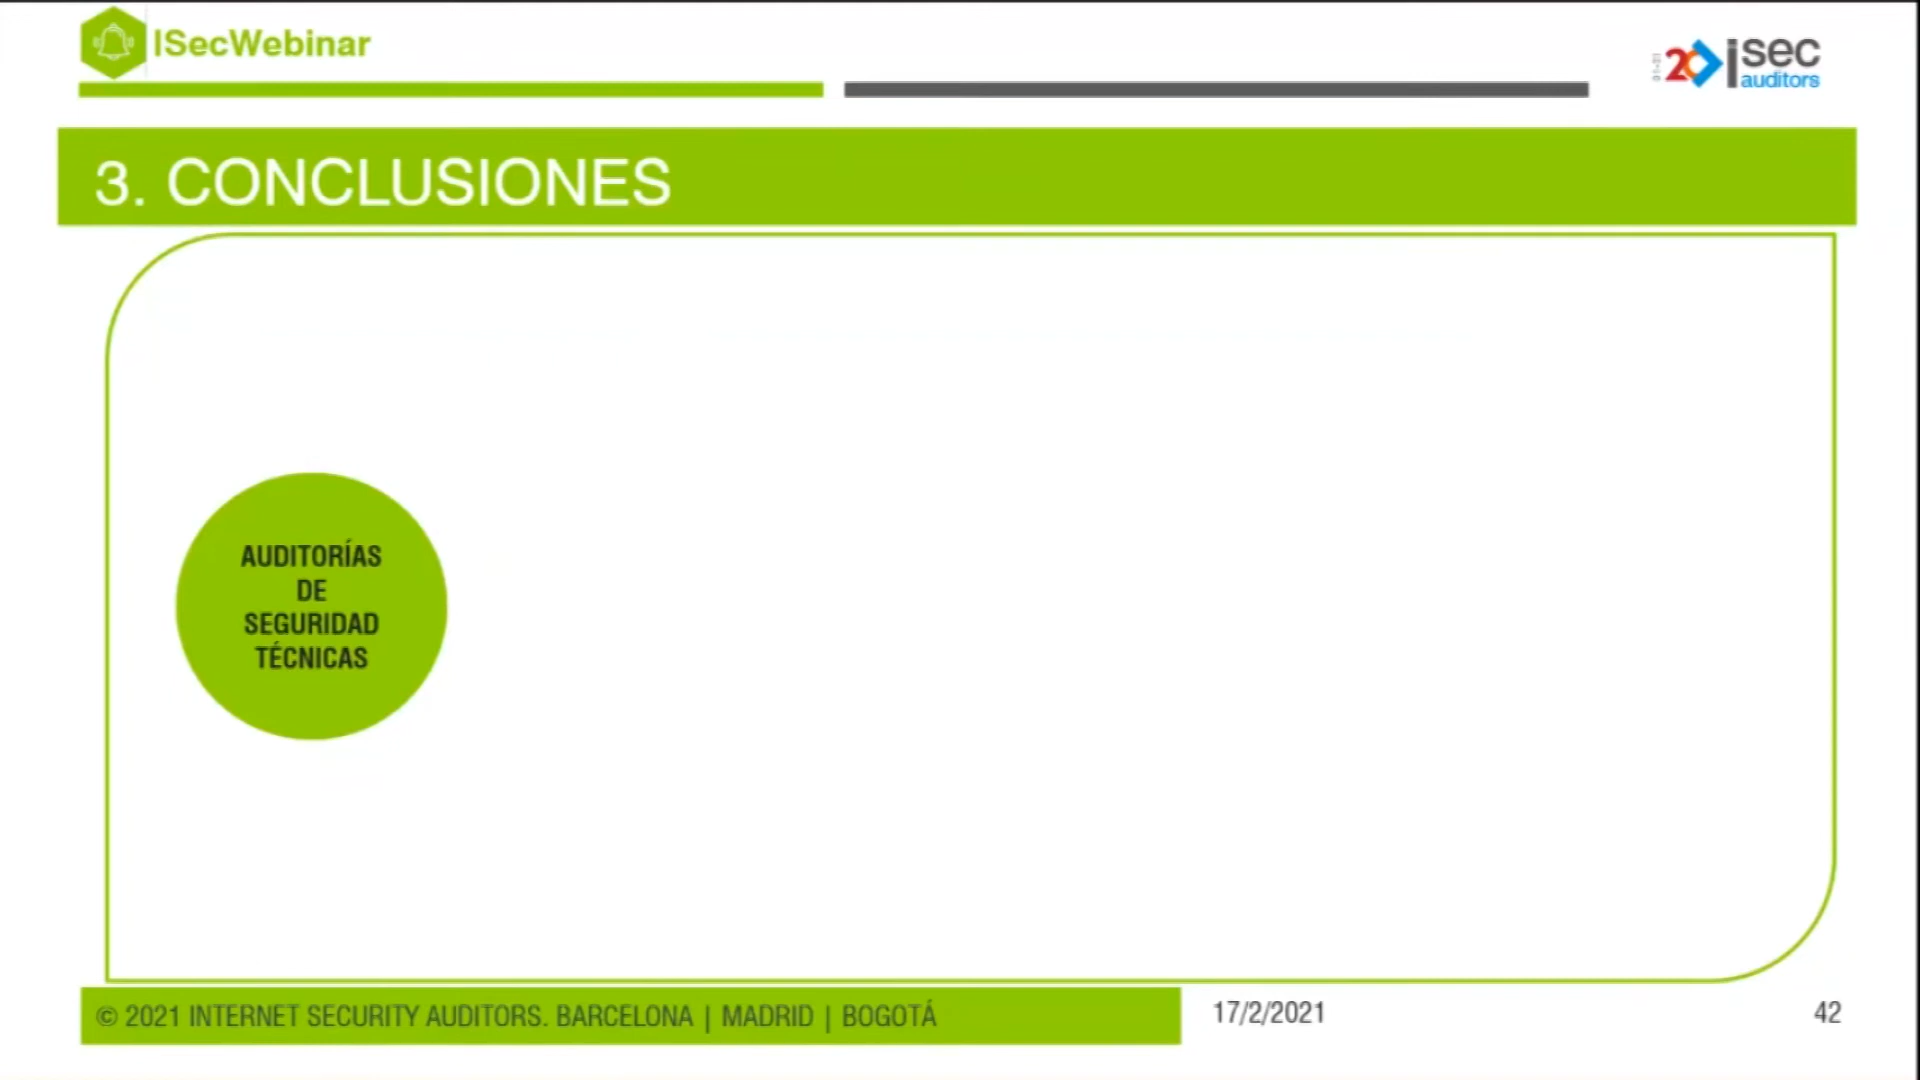 ISecWebinar
20 isec
auditors
3. CONCLUSIONES
AUDITORÍAS
DE
SEGURIDAD
TÉCNICAS
© 2021 INTERNET SECURITY AUDITORS. BARCELONA | MADRID | BOGOTÁ
17/2/2021
42